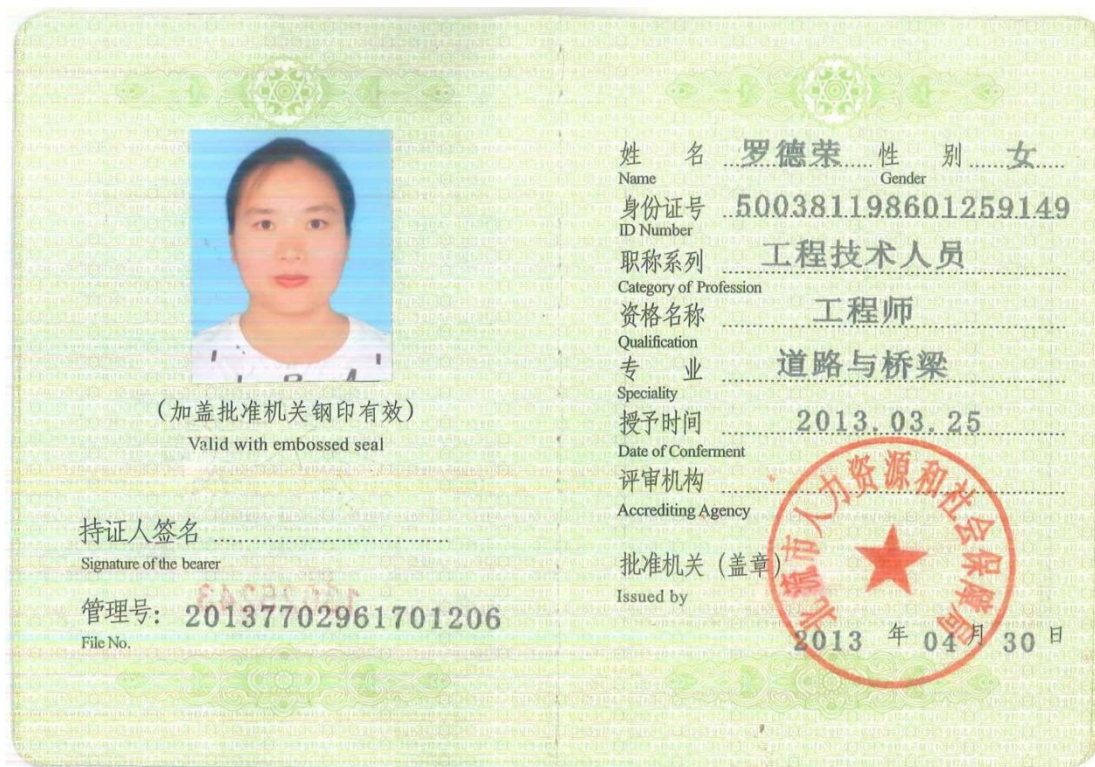 (加盖批准机关钢印有效)
Valid with embossed seal
持证人签名
Signature of the bearer
管理号: 20137702961701206
File No.
姓 名 罗德荣 性 别 女
Name Gender
身份证号 500381198601259149
ID Number
职称系列 工程技术人员
Category of Profession
资格名称 工程师
Qualification
专 业 道路与桥梁
Speciality
授予时间 2013.03.25
Date of Conferment
评审机构
Accrediting Agency
批准机关 (盖章)
Issued by
北流市人力资源和社会保障局
2013 年 04 月 30 日